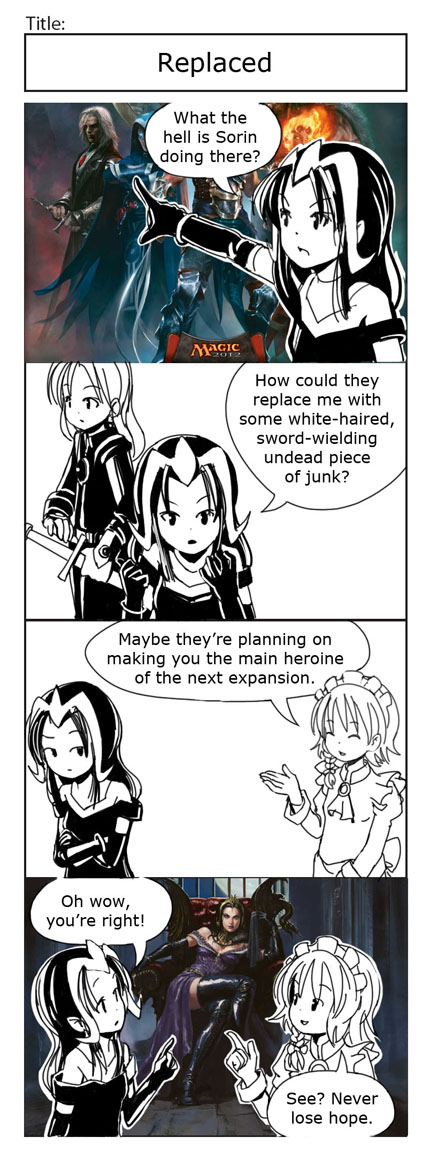 Title:
Replaced
What the
hell is Sorin
doing there?
MAGIC
2012
How could they
replace me with
some white-haired,
sword-wielding
undead piece
of junk?
Maybe they're planning on
making you the main heroine
of the next expansion.
Oh wow,
you're right!
See? Never
lose hope.